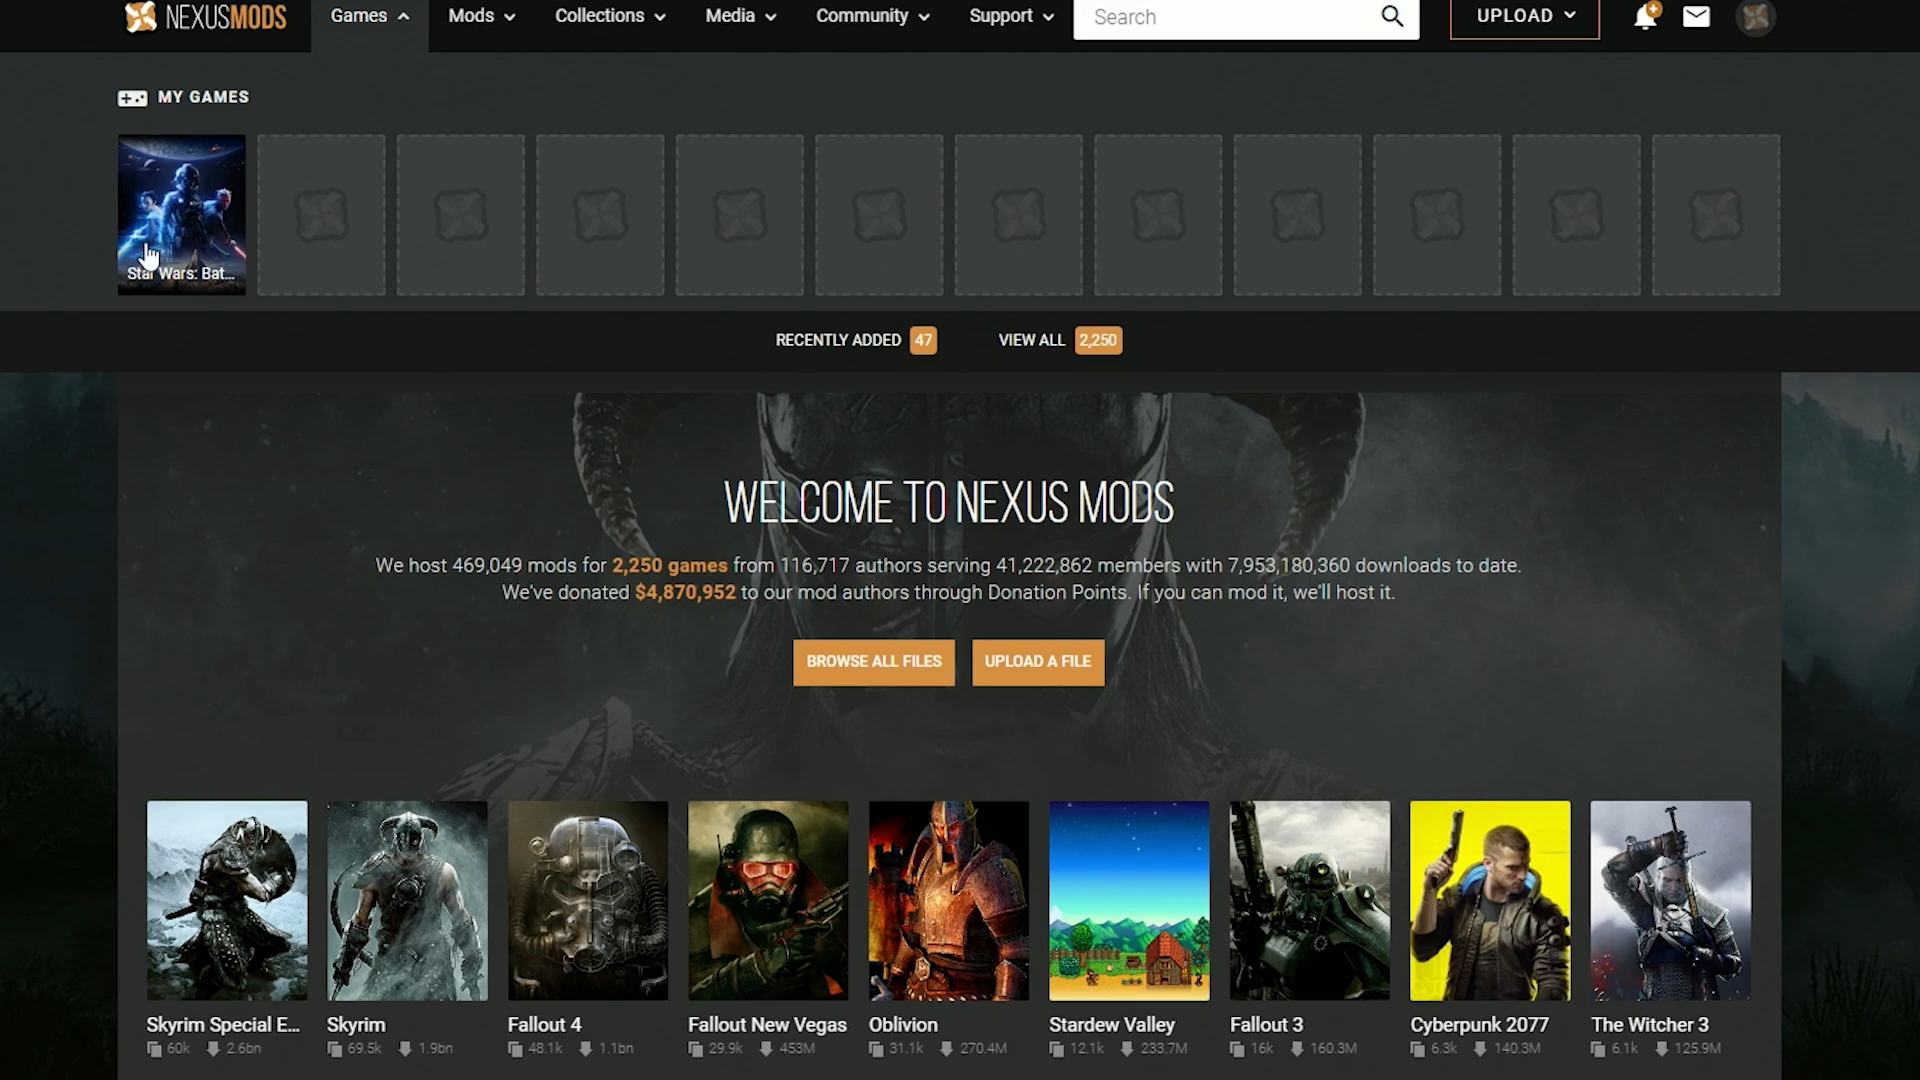 NEXUSMODS
Games
Mods
Collections
Media
Community
Support
Search
UPLOAD
MY GAMES
Star Wars: Bat...
RECENTLY ADDED 47
VIEW ALL 2,250
WELCOME TO NEXUS MODS
We host 469,049 mods for 2,250 games from 116,717 authors serving 41,222,862 members with 7,953,180,360 downloads to date.
We've donated $4,870,952 to our mod authors through Donation Points. If you can mod it, we'll host it.
BROWSE ALL FILES
UPLOAD A FILE
Skyrim Special E...
60k 2.6bn
Skyrim
69.5k 1.9bn
Fallout 4
48.1k 1.1bn
Fallout New Vegas
29.9k 453M
Oblivion
31.1k 270.4M
Stardew Valley
12.1k 233.7M
Fallout 3
16k 160.3M
Cyberpunk 2077
6.3k 140.3M
The Witcher 3
6.1k 125.9M